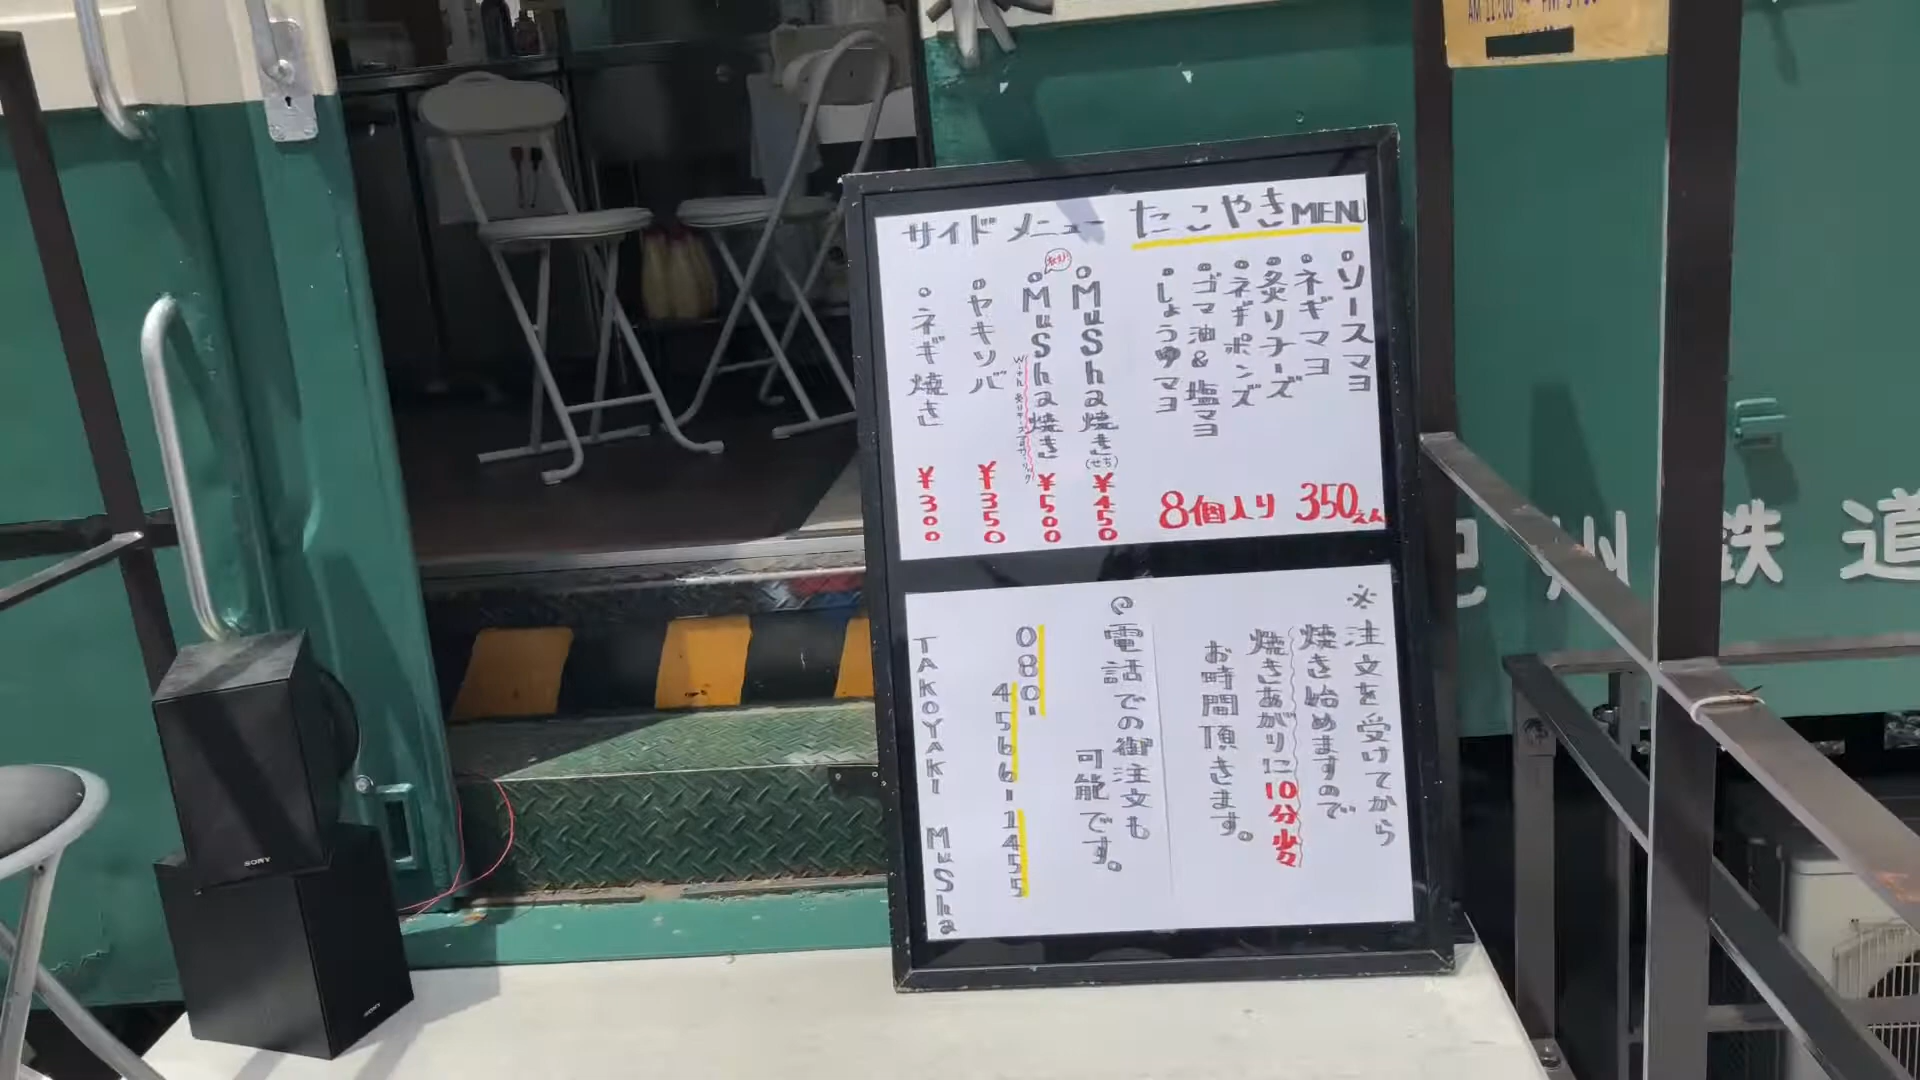 たこやきMENU
・ソースマヨ
・ネギマヨ
・炙りチーズ
・ネギポンズ
・ゴマ油&塩マヨ
・しょうゆマヨ
8個入り 350えん
サイドメニュー
・MuSha焼き
¥450
・MuSha焼き
¥500
・ヤキソバ
¥350
・ネギ焼き
¥300
※注文を受けてから
焼き始めますので
焼きあがりに10分少々
お時間頂きます。
電話での御注文も
可能です。
080-
4566-
1455
TAKOYAKI MuSha
州鉄道
SONY
SONY